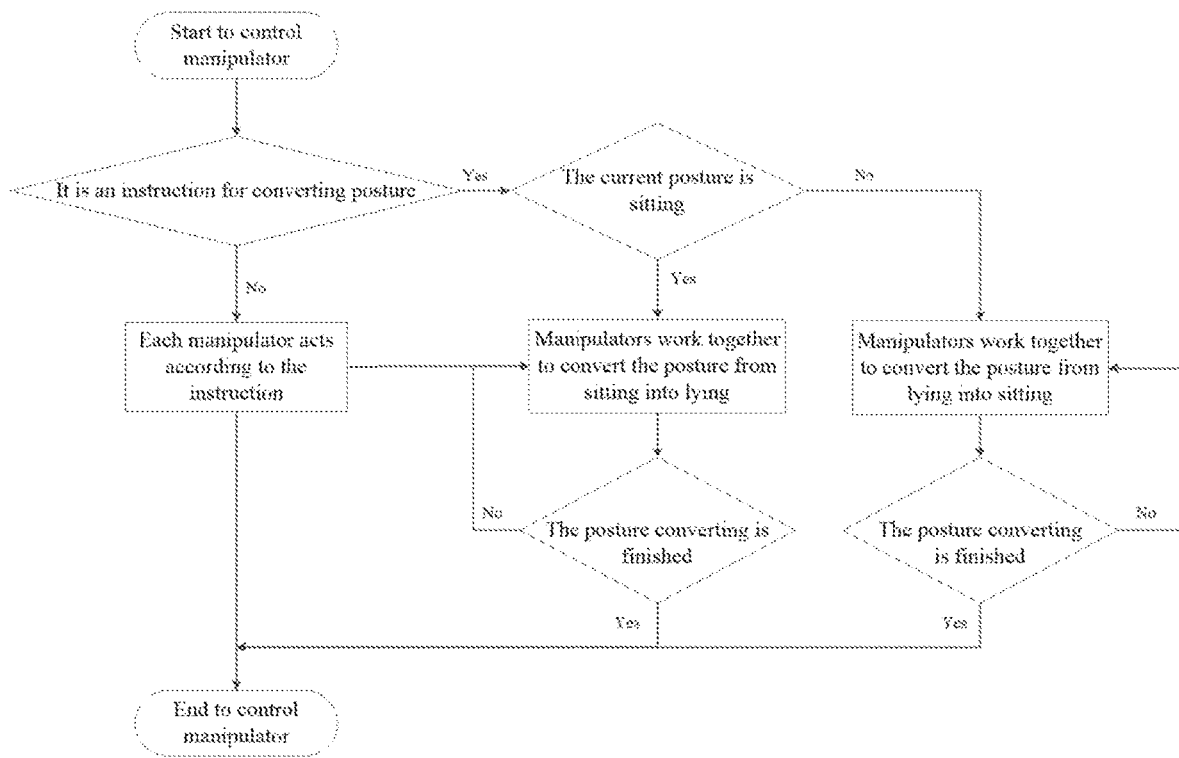 Start to control
manipulator
It is an instruction for converting posture
Yes
The current posture is
sitting
No
No
Yes
Each manipulator acts
according to the
instruction
Manipulators work together
to convert the posture from
sitting into lying
Manipulators work together
to convert the posture from
lying into sitting
No
The posture converting is
finished
The posture converting
is finished
No
Yes
Yes
End to control
manipulator